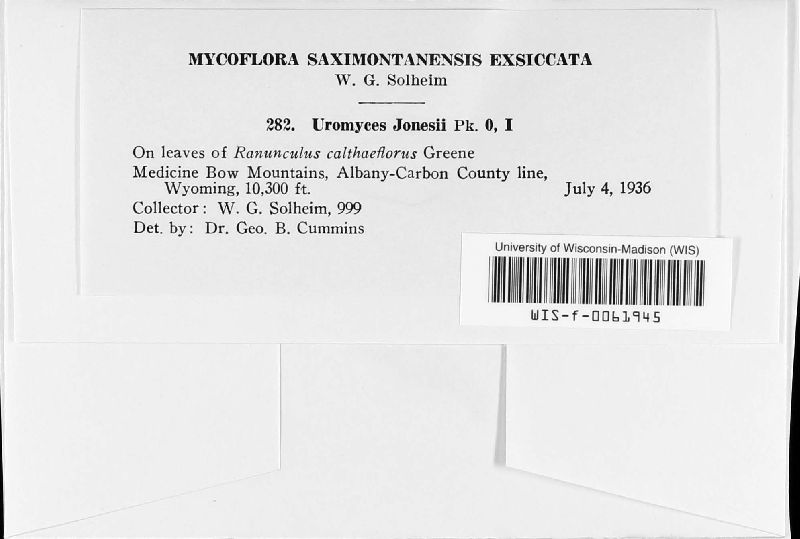 MYCOFLORA SAXIMONTANENSIS EXSICCATA
W. G. Solheim
282. Uromyces Jonesii Pk. 0, I
On leaves of Ranunculus calthaeflorus Greene
Medicine Bow Mountains, Albany-Carbon County line,
Wyoming, 10,300 ft. July 4, 1936
Collector: W. G. Solheim, 999
Det. by: Dr. Geo. B. Cummins
University of Wisconsin-Madison (WIS)
WIS-f-0061945